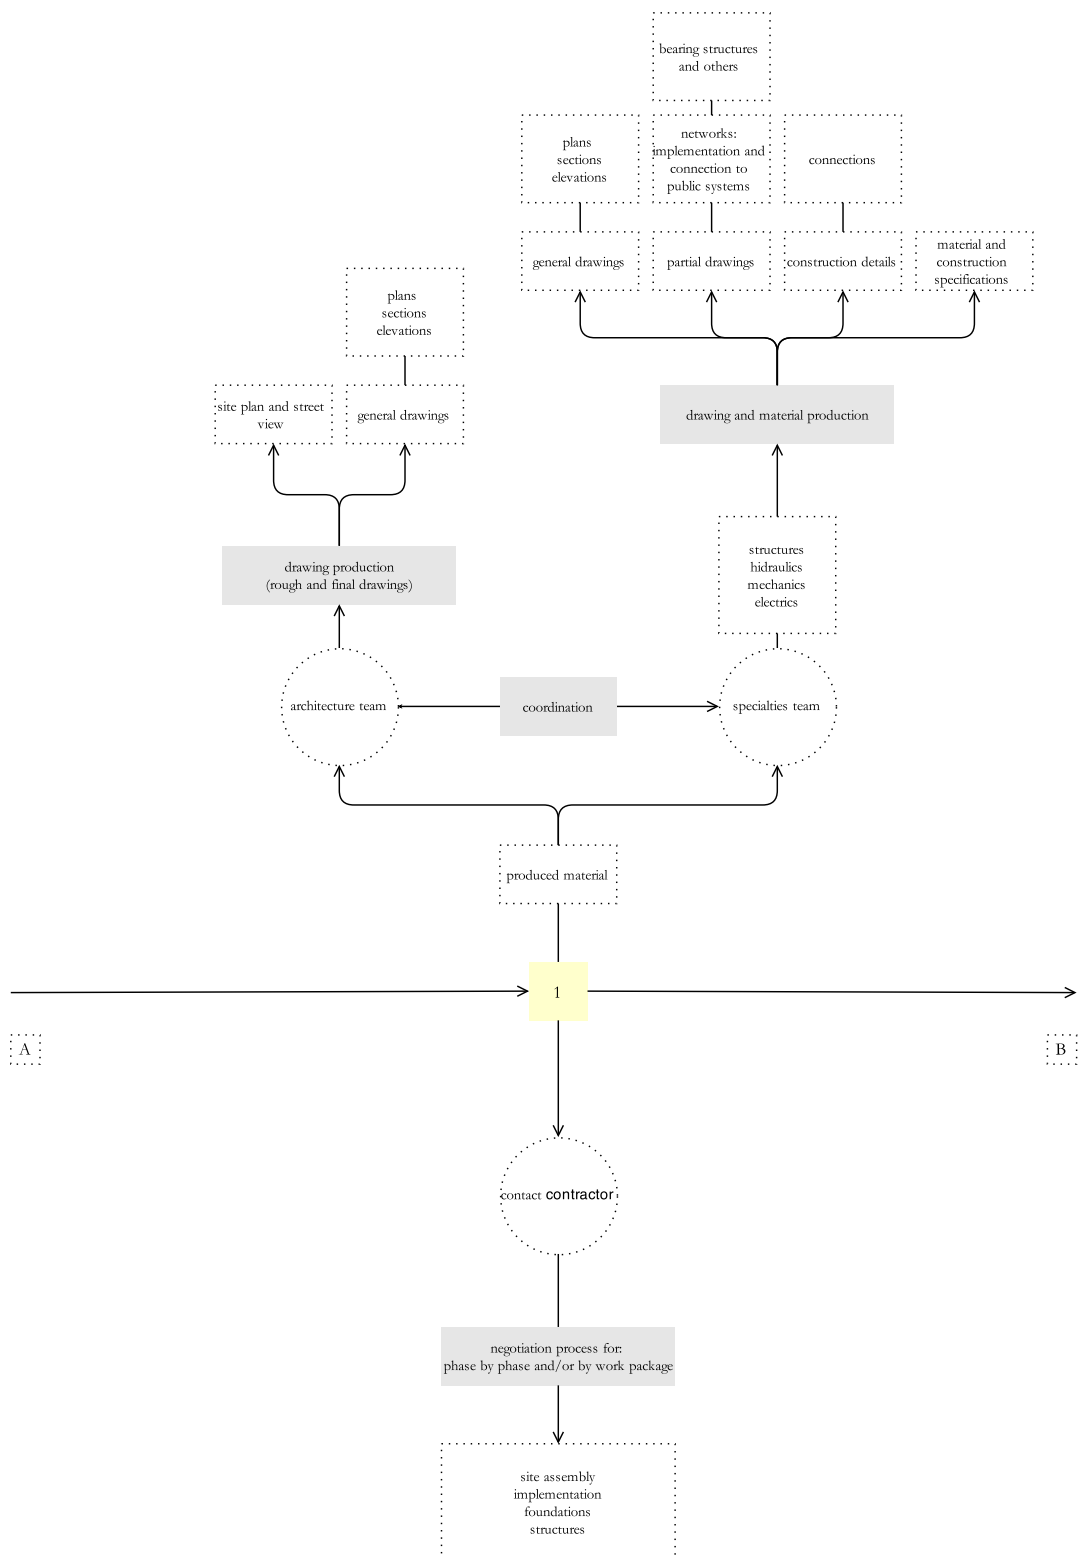 bearing structures
and others
plans
sections
elevations
networks:
implementation and
connection to
public systems
connections
general drawings
partial drawings
construction details
material and
construction
specifications
plans
sections
elevations
site plan and street
view
general drawings
drawing and material production
drawing production
(rough and final drawings)
structures
hidraulics
mechanics
electrics
architecture team
coordination
specialties team
produced material
1
A
B
contact contractor
negotiation process for:
phase by phase and/or by work package
site assembly
implementation
foundations
structures